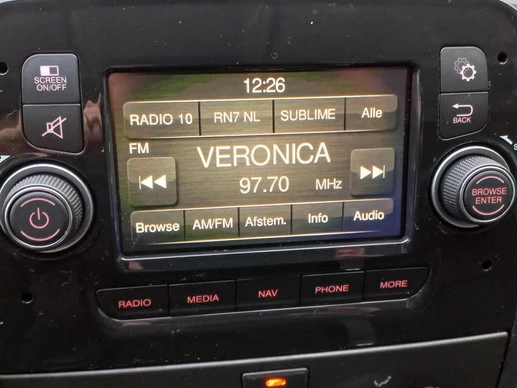 SCREEN
ON/OFF
12:26
RADIO 10 RN7 NL SUBLIME Alle
FM
VERONICA
97.70 MHz
Browse AM/FM Afstem. Info Audio
BACK
BROWSE
ENTER
RADIO MEDIA NAV PHONE MORE